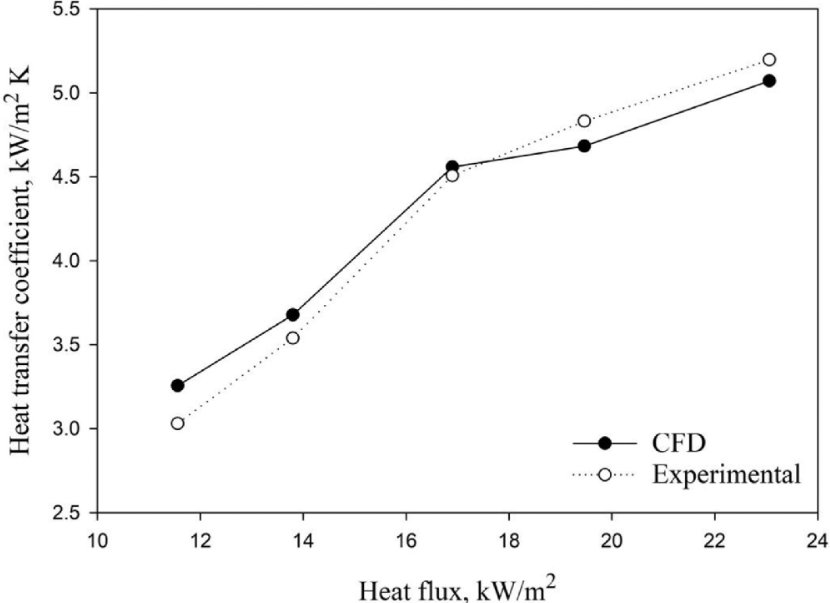 5.5
5.0
4.5
4.0
3.5
3.0
2.5
Heat transfer coefficient, kW/m² K
CFD
Experimental
10 12 14 16 18 20 22 24
Heat flux, kW/m²